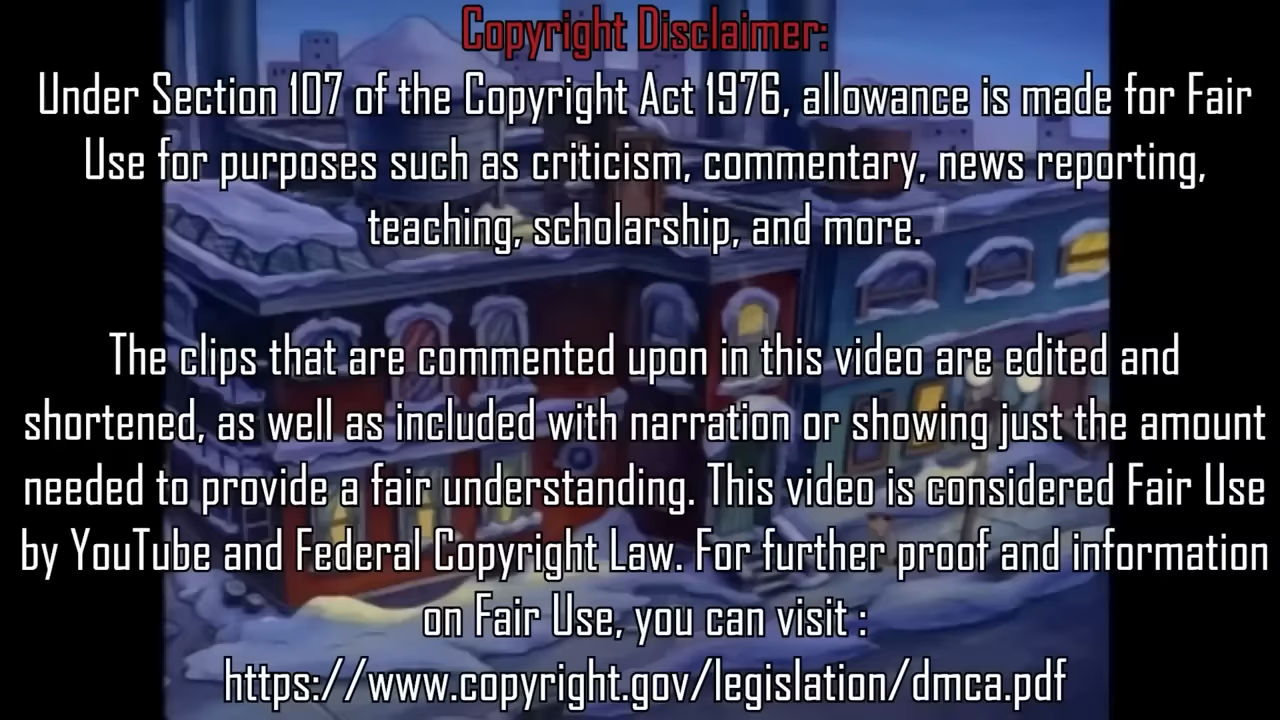 Copyright Disclaimer:
Under Section 107 of the Copyright Act 1976, allowance is made for Fair
Use for purposes such as criticism, commentary, news reporting,
teaching, scholarship, and more.
The clips that are commented upon in this video are edited and
shortened, as well as included with narration or showing just the amount
needed to provide a fair understanding. This video is considered Fair Use
by YouTube and Federal Copyright Law. For further proof and information
on Fair Use, you can visit :
https://www.copyright.gov/legislation/dmca.pdf